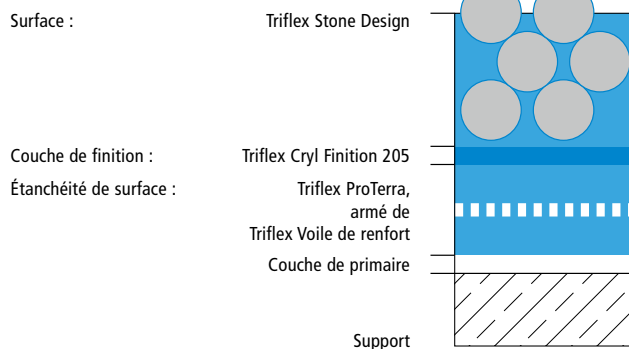 Surface : Triflex Stone Design
Couche de finition : Triflex Cryl Finition 205
Étanchéité de surface : Triflex ProTerra,
armé de
Triflex Voile de renfort
Couche de primaire
Support